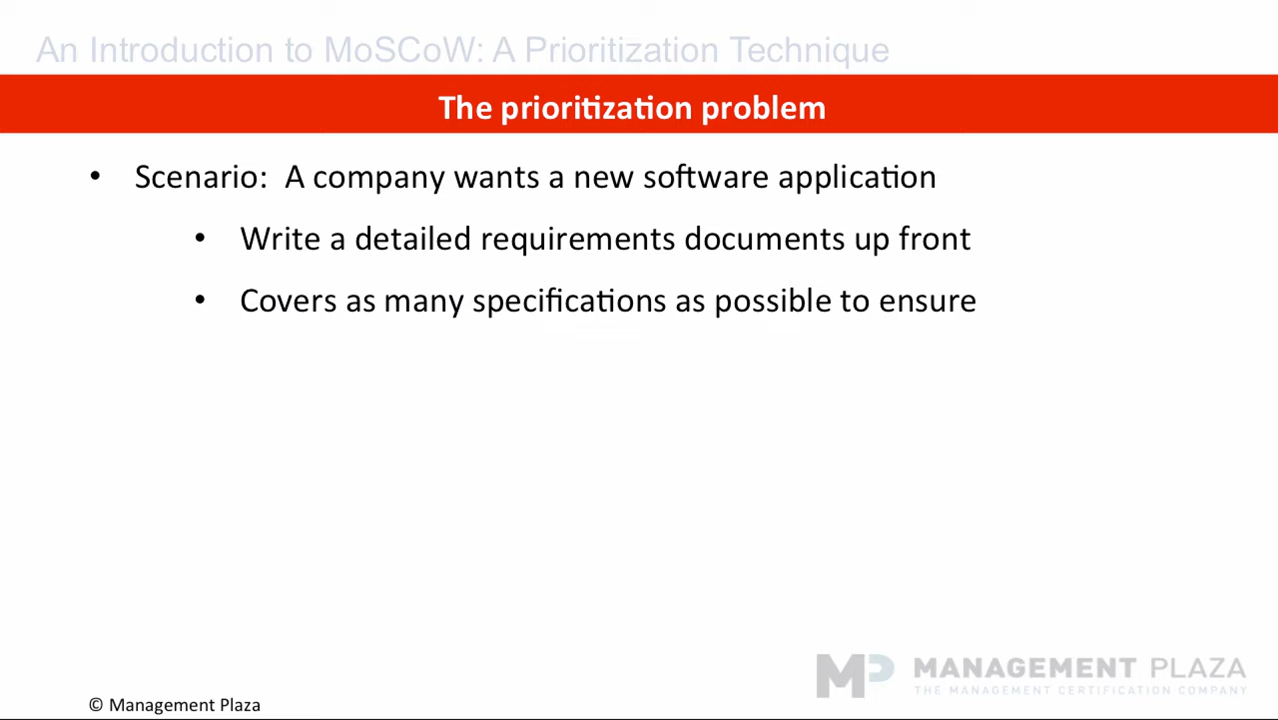 An Introduction to MoSCoW: A Prioritization Technique
The prioritization problem
• Scenario:  A company wants a new software application
• Write a detailed requirements documents up front
• Covers as many specifications as possible to ensure
MP MANAGEMENT PLAZA
THE MANAGEMENT CERTIFICATION COMPANY
© Management Plaza